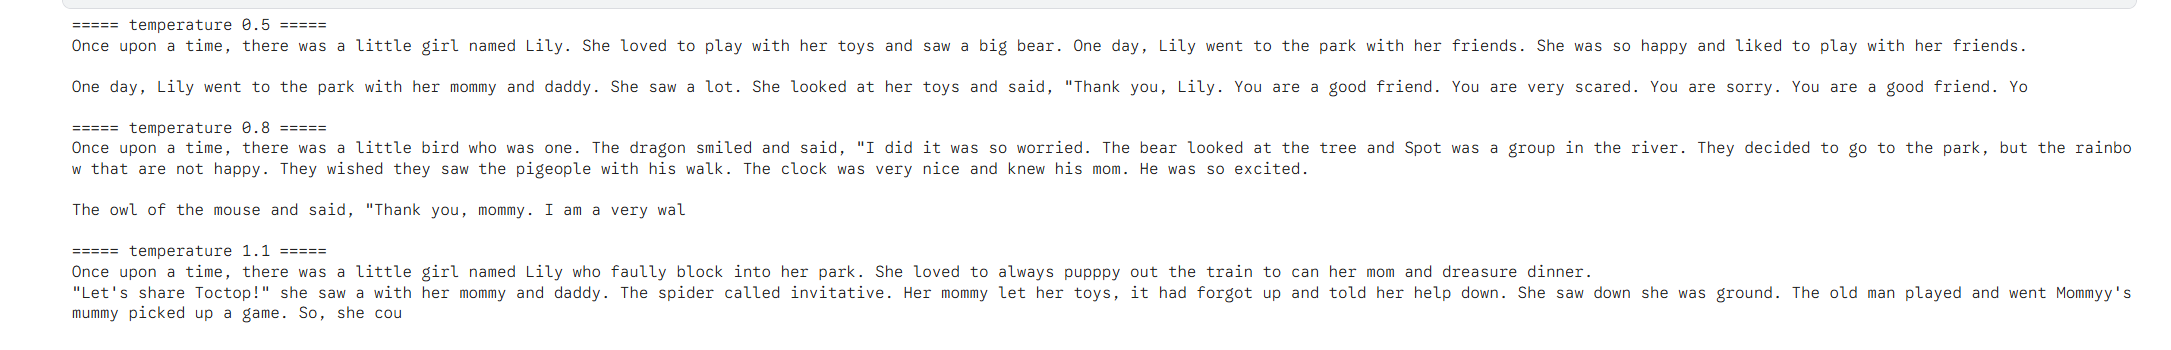 ===== temperature 0.5 =====
Once upon a time, there was a little girl named Lily. She loved to play with her toys and saw a big bear. One day, Lily went to the park with her friends. She was so happy and liked to play with her friends.
One day, Lily went to the park with her mommy and daddy. She saw a lot. She looked at her toys and said, "Thank you, Lily. You are a good friend. You are very scared. You are sorry. You are a good friend. Yo
===== temperature 0.8 =====
Once upon a time, there was a little bird who was one. The dragon smiled and said, "I did it was so worried. The bear looked at the tree and Spot was a group in the river. They decided to go to the park, but the rainbo
w that are not happy. They wished they saw the pigeople with his walk. The clock was very nice and knew his mom. He was so excited.
The owl of the mouse and said, "Thank you, mommy. I am a very wal
===== temperature 1.1 =====
Once upon a time, there was a little girl named Lily who faully block into her park. She loved to always pupppy out the train to can her mom and dreasure dinner.
"Let's share Toctop!" she saw a with her mommy and daddy. The spider called invitative. Her mommy let her toys, it had forgot up and told her help down. She saw down she was ground. The old man played and went Mommyy's
mummy picked up a game. So, she cou